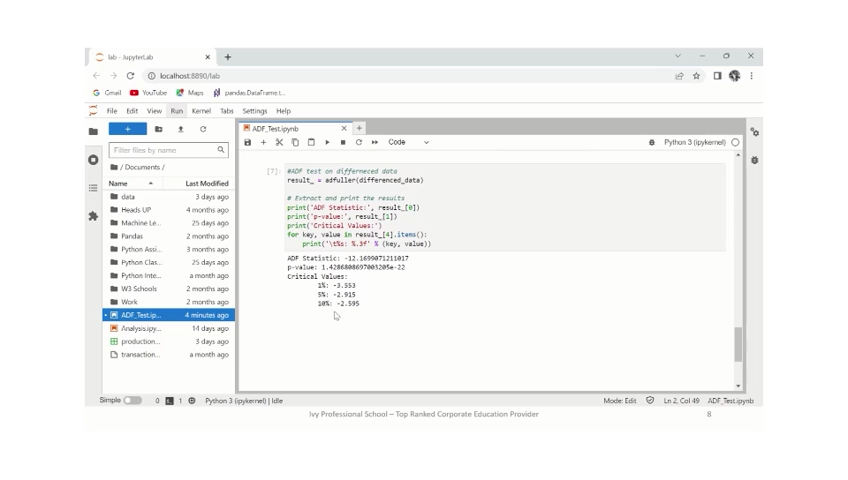 lab - JupyterLab
localhost:8890/lab
Gmail YouTube Maps pandas.DataFrame.t...
File Edit View Run Kernel Tabs Settings Help
ADF_Test.ipynb
Code
Python 3 (ipykernel)
Filter files by name
/ Documents /
Name Last Modified
data 3 days ago
Heads UP 4 months ago
Machine Le... 25 days ago
Pandas 2 months ago
Python Assi... 3 months ago
Python Clas... 25 days ago
Python Inte... a month ago
W3 Schools 2 months ago
Work 2 months ago
ADF_Test.ip... 4 minutes ago
Analysis.ipy... 14 days ago
production... 3 days ago
transaction... a month ago
[7]:
#ADF test on differneced data
result_ = adfuller(differenced_data)
# Extract and print the results
print('ADF Statistic:', result_[0])
print('p-value:', result_[1])
print('Critical Values:')
for key, value in result_[4].items():
print('\t%s: %.3f' % (key, value))
ADF Statistic: -12.1699071211017
p-value: 1.4286808697003205e-22
Critical Values:
1%: -3.553
5%: -2.915
10%: -2.595
Simple 0 1 Python 3 (ipykernel) | Idle
Mode: Edit Ln 2, Col 49 ADF_Test.ipynb
Ivy Professional School – Top Ranked Corporate Education Provider
8